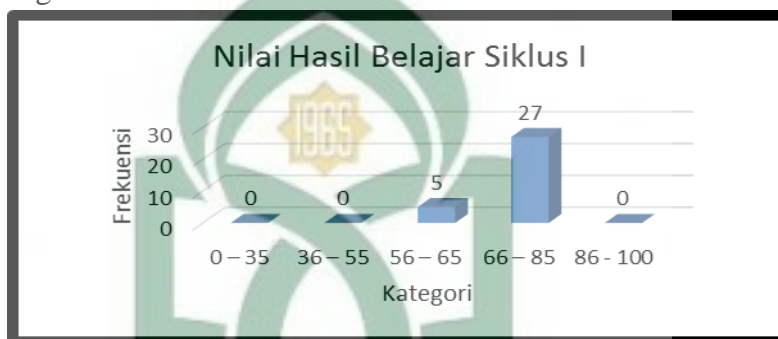 Nilai Hasil Belajar Siklus I
1965
Frekuensi
30
20
10
0
0 0 5 27 0
0 – 35 36 – 55 56 – 65 66 – 85 86 - 100
Kategori